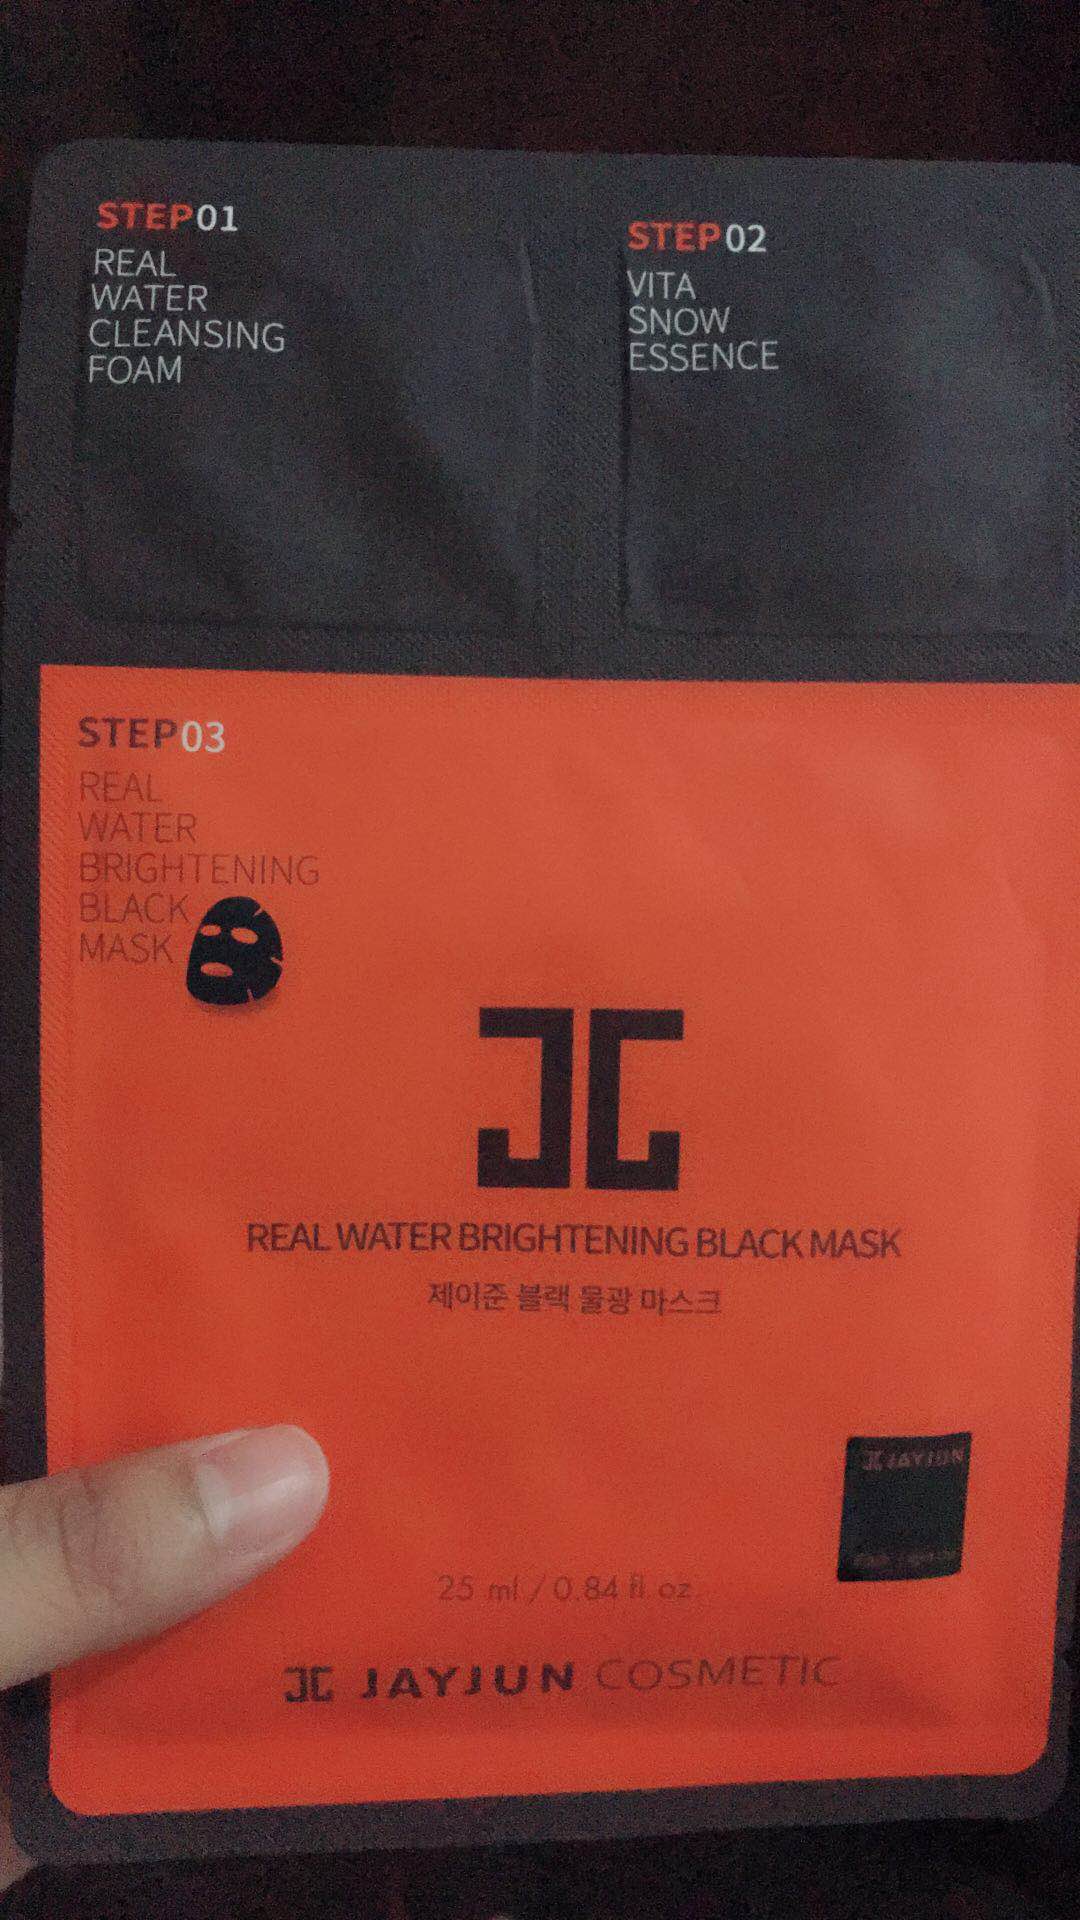 STEP01
REAL
WATER
CLEANSING
FOAM
STEP02
VITA
SNOW
ESSENCE
STEP03
REAL
WATER
BRIGHTENING
BLACK
MASK
REAL WATER BRIGHTENING BLACK MASK
제이준 블랙 물광 마스크
JAYJUN
25 ml / 0.84 fl. oz
JAYJUN COSMETIC